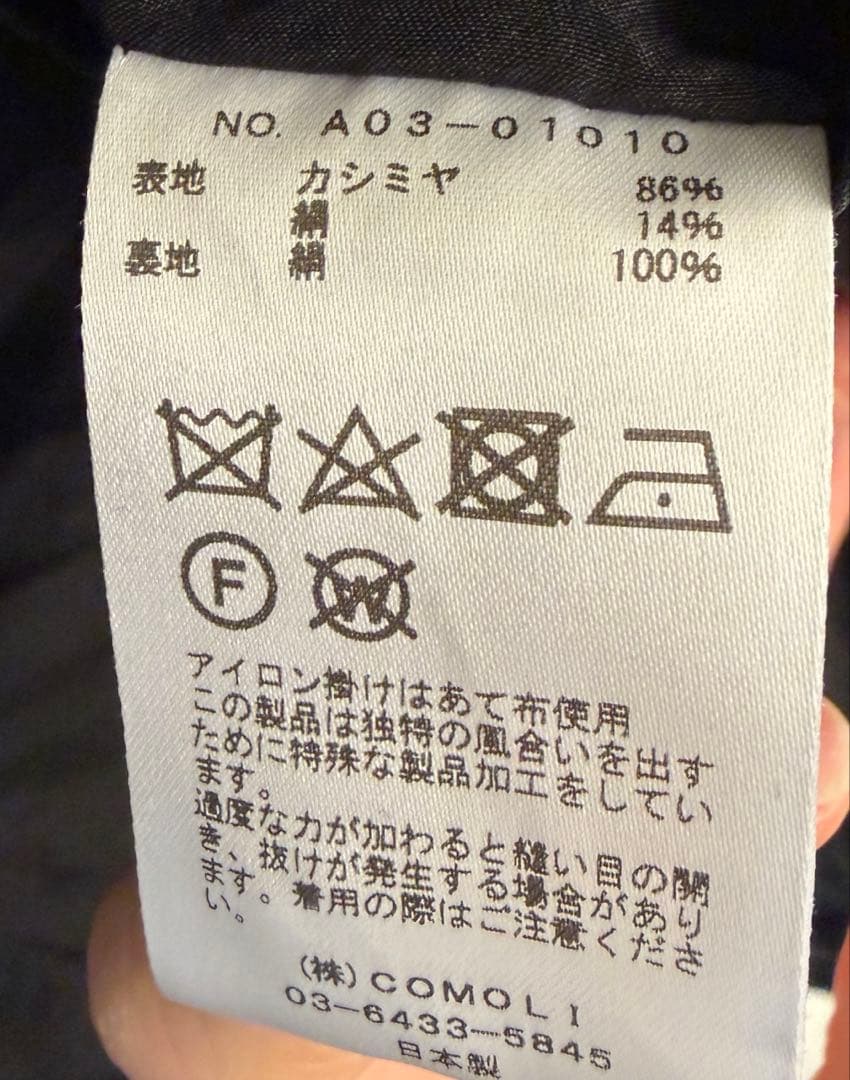 NO. A03-01010
表地 カシミヤ 86%
絹 14%
裏地 絹 100%
F W
アイロン掛けはあて布使用
この製品は独特の風合いを出す
ために特殊な製品加工をしてい
ます。
過度な力が加わると縫い目の開
き、抜けが発生する場合があり
ます。着用の際はご注意くださ
い。
(株)COMOLI
03-6433-5845
日本製